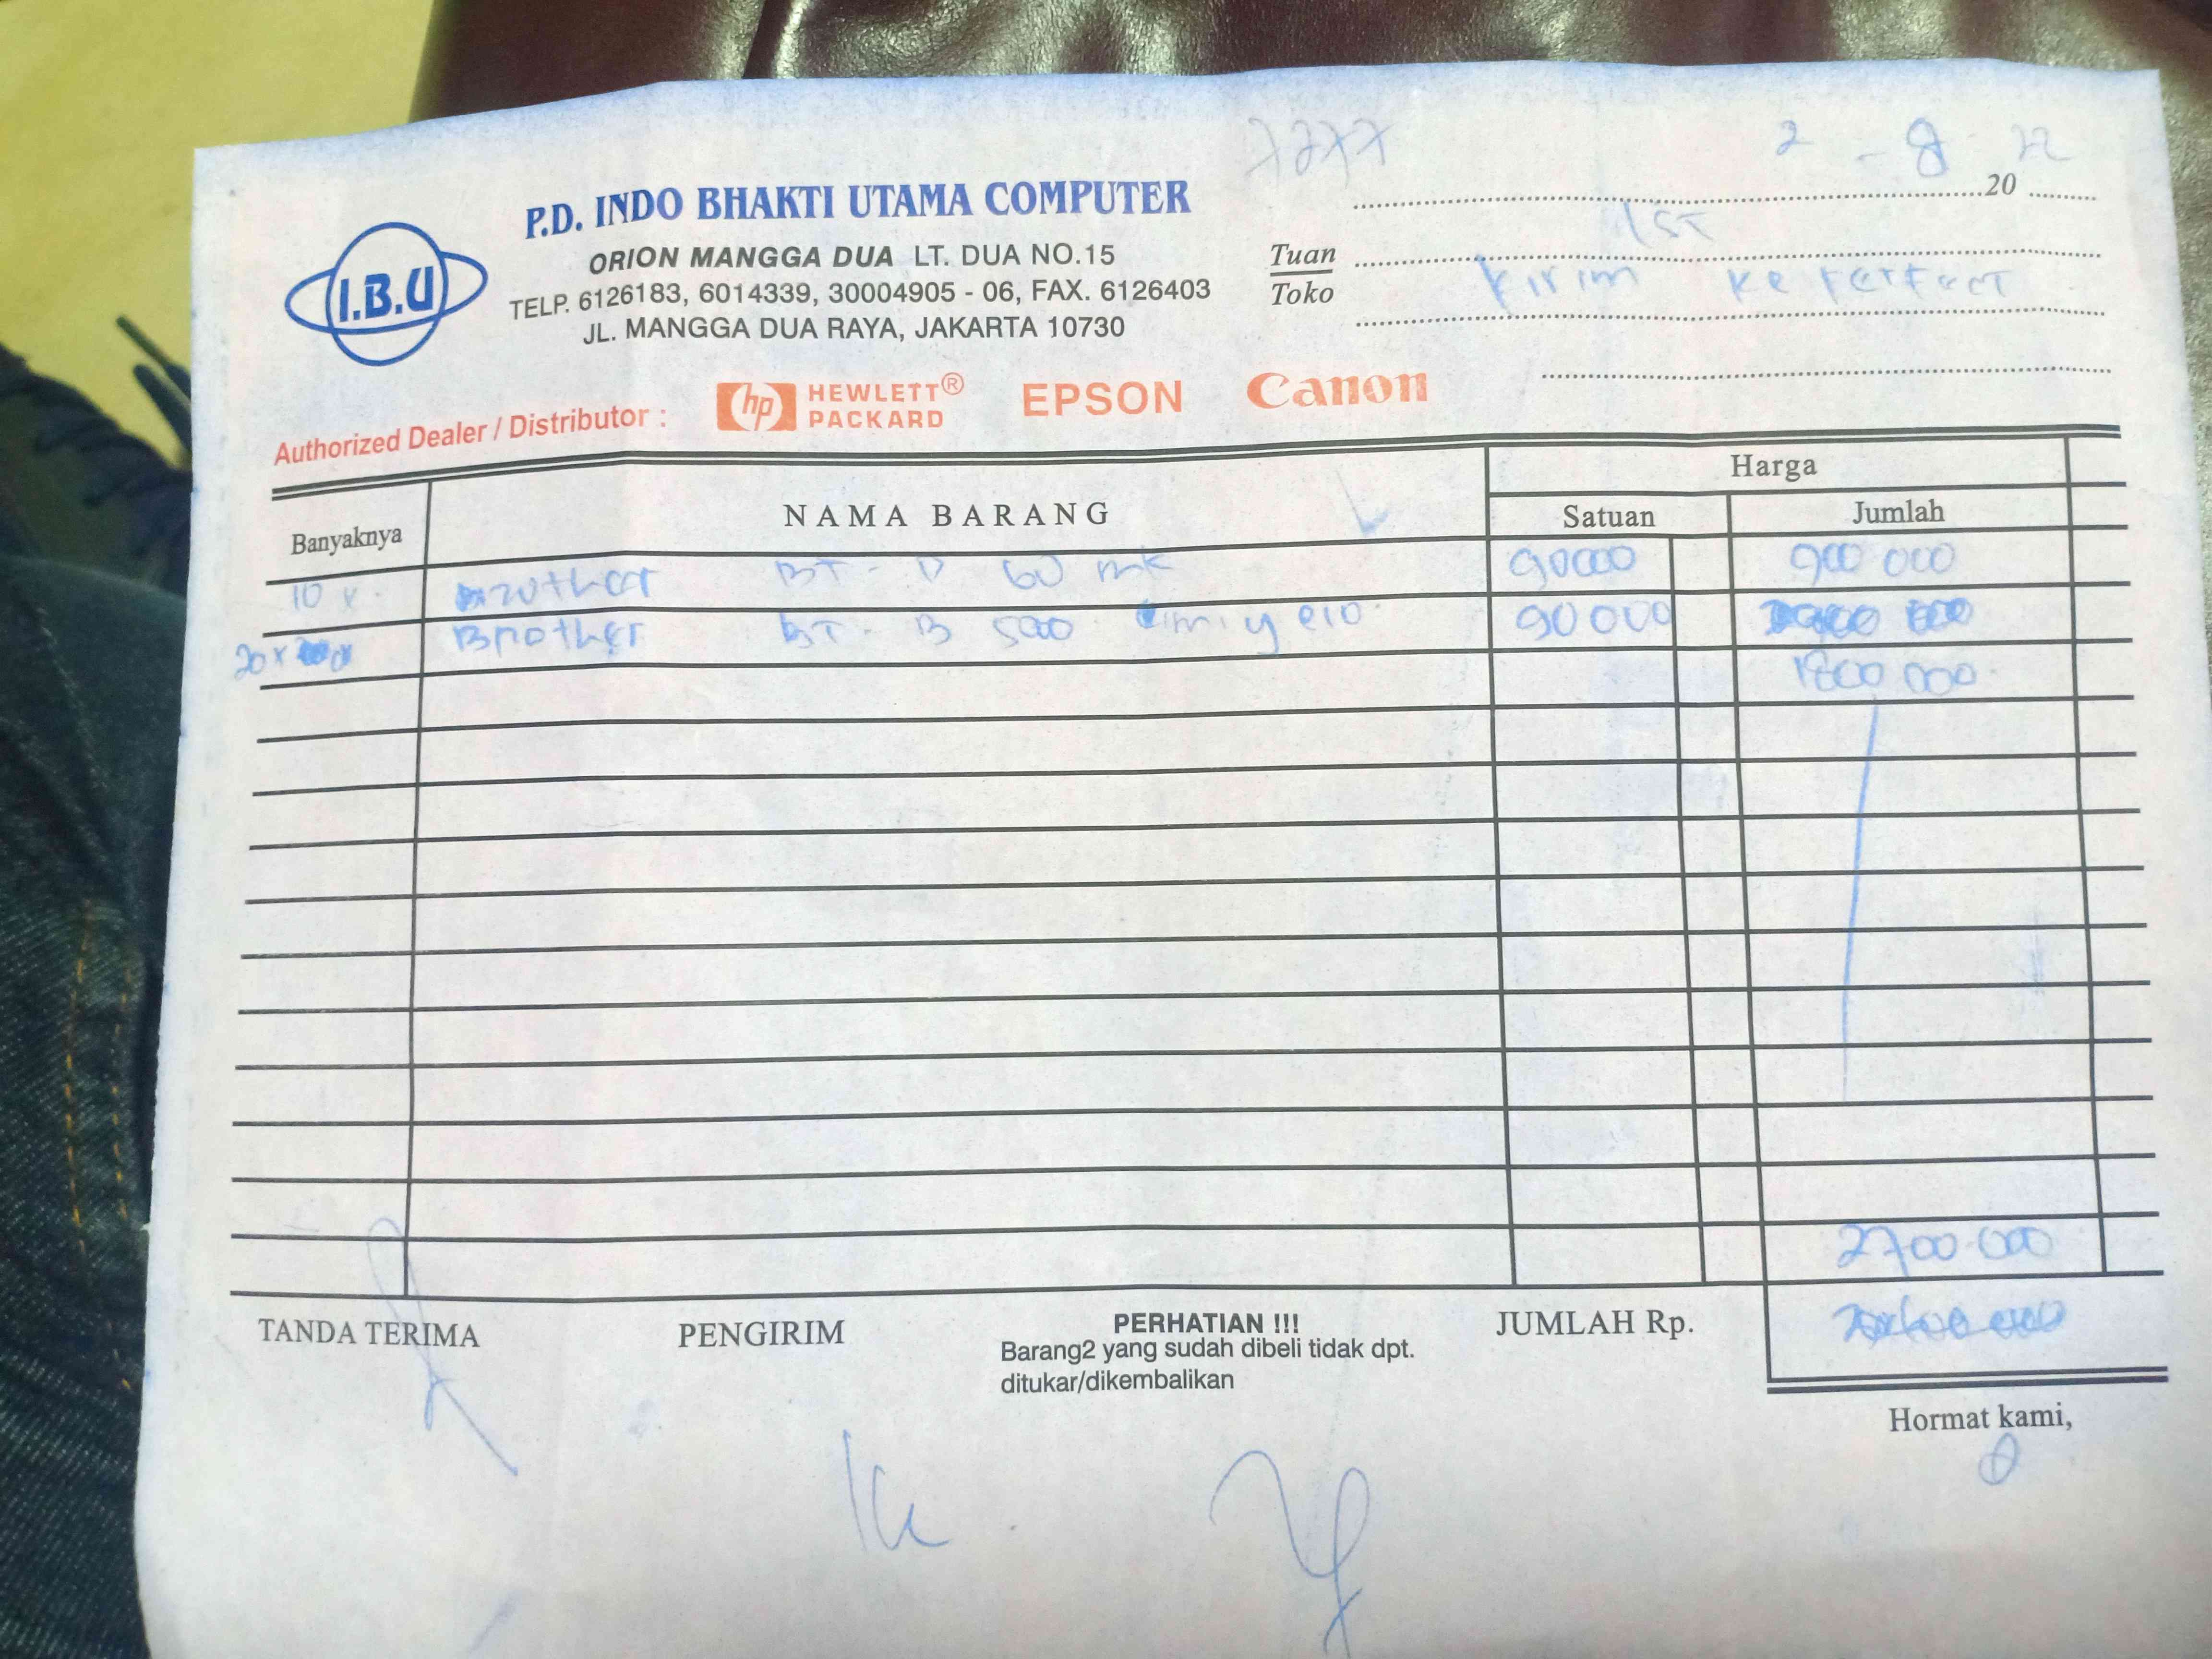 2 - 8 - 22
P.D. INDO BHAKTI UTAMA COMPUTER
20
ORION MANGGA DUA LT. DUA NO.15
TELP. 6126183, 6014339, 30004905 - 06, FAX. 6126403
JL. MANGGA DUA RAYA, JAKARTA 10730
I.B.U
Tuan
Toko
Kirim ke Perfect
Authorized Dealer / Distributor : hp HEWLETT® PACKARD EPSON Canon
Banyaknya NAMA BARANG Harga
Satuan Jumlah
10 x Brother BT - D 60 90000 900 000
20 x Brother BT - B 5000 90 000
1800 000
2700.000
TANDA TERIMA PENGIRIM PERHATIAN !!! JUMLAH Rp.
Barang2 yang sudah dibeli tidak dpt.
ditukar/dikembalikan
Hormat kami,